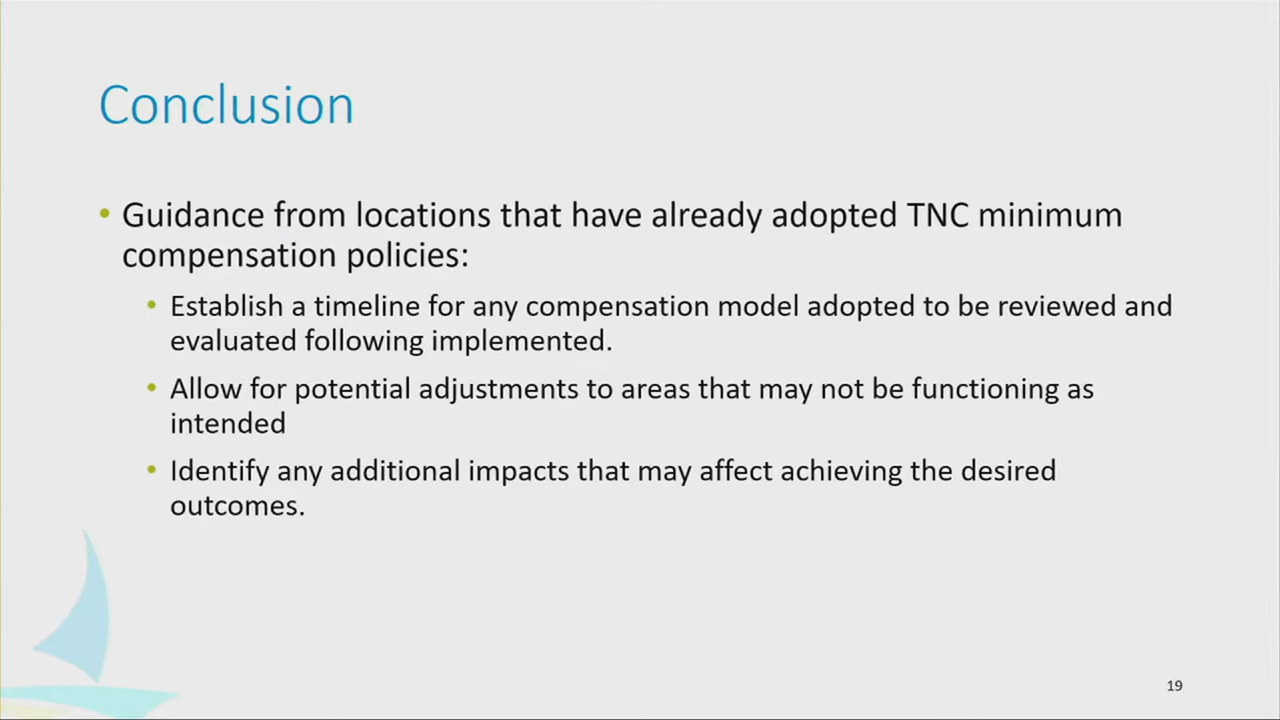 Conclusion
• Guidance from locations that have already adopted TNC minimum
compensation policies:
• Establish a timeline for any compensation model adopted to be reviewed and
evaluated following implemented.
• Allow for potential adjustments to areas that may not be functioning as
intended
• Identify any additional impacts that may affect achieving the desired
outcomes.
19